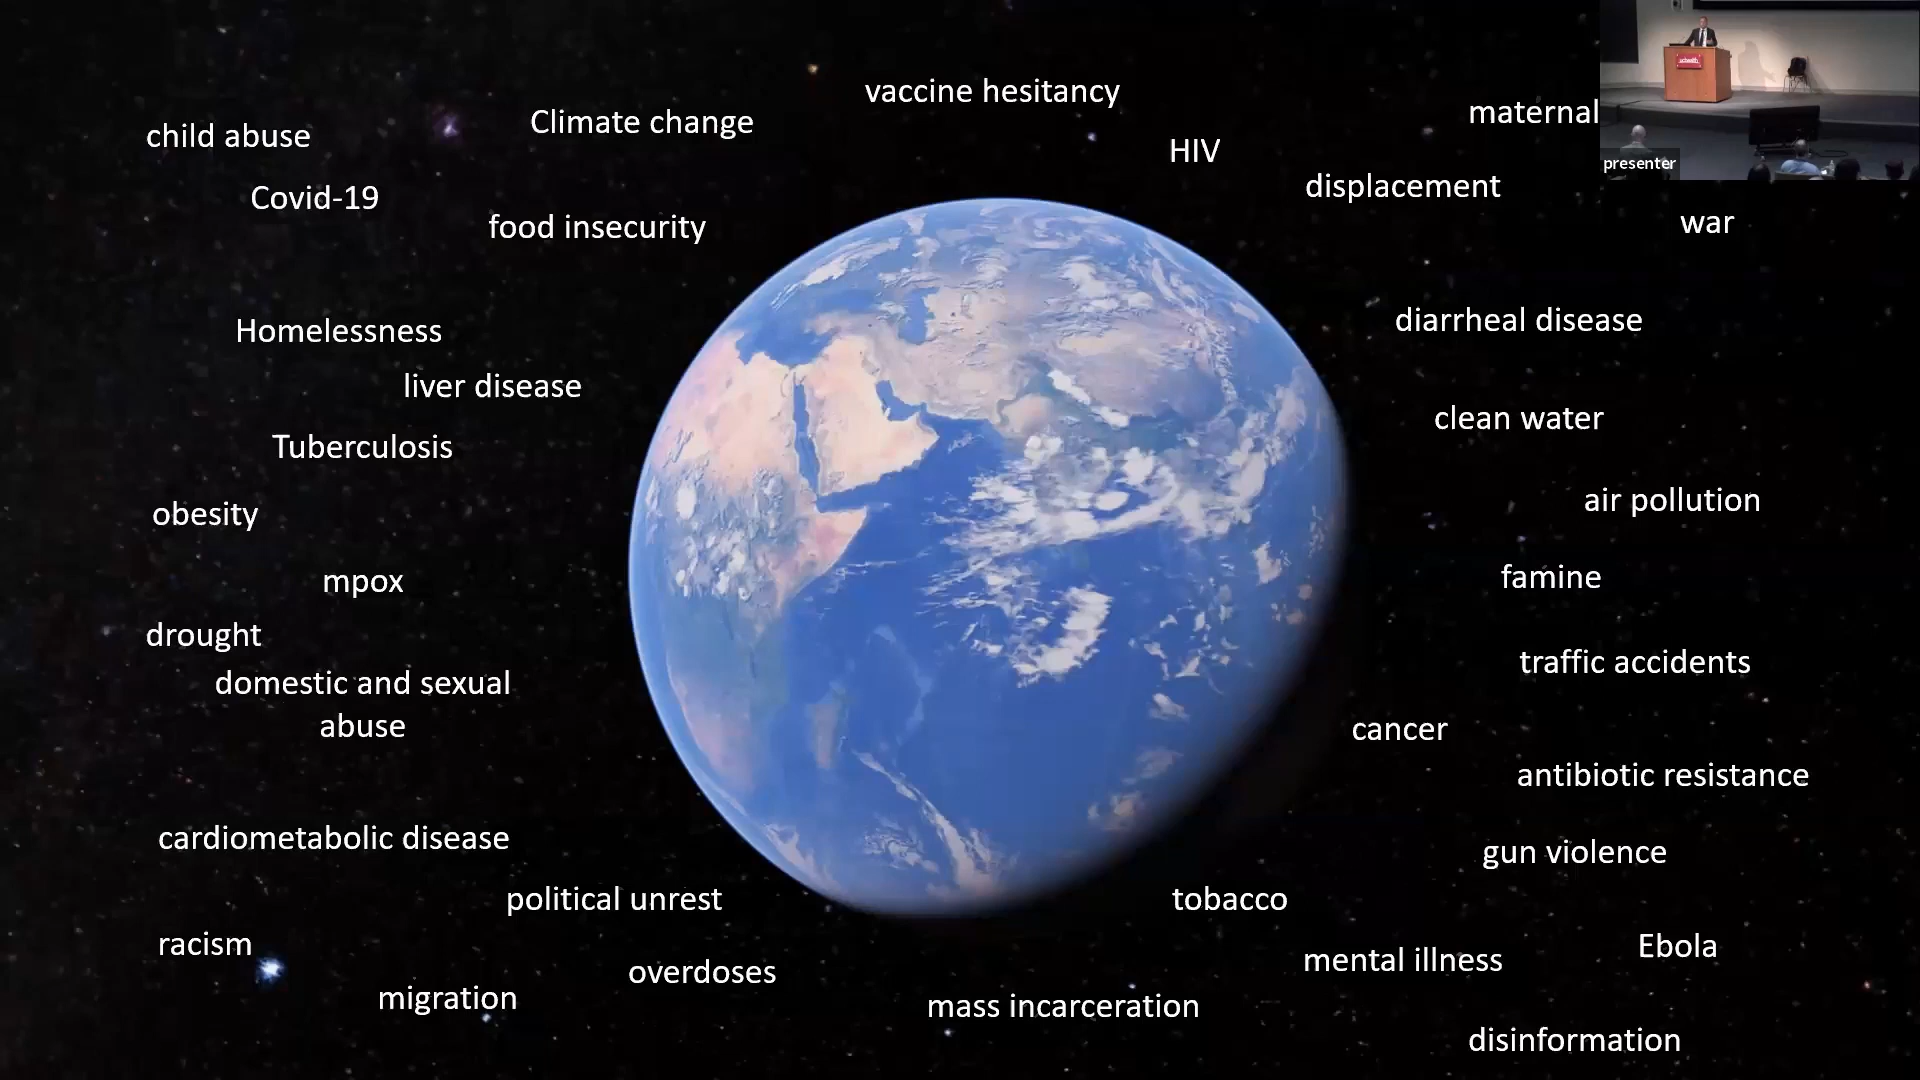 vaccine hesitancy
Climate change
maternal
child abuse
HIV
presenter
displacement
Covid-19
war
food insecurity
diarrheal disease
Homelessness
liver disease
clean water
Tuberculosis
air pollution
obesity
famine
mpox
drought
traffic accidents
domestic and sexual
abuse
cancer
antibiotic resistance
cardiometabolic disease
gun violence
political unrest
tobacco
racism
Ebola
mental illness
overdoses
migration
mass incarceration
disinformation